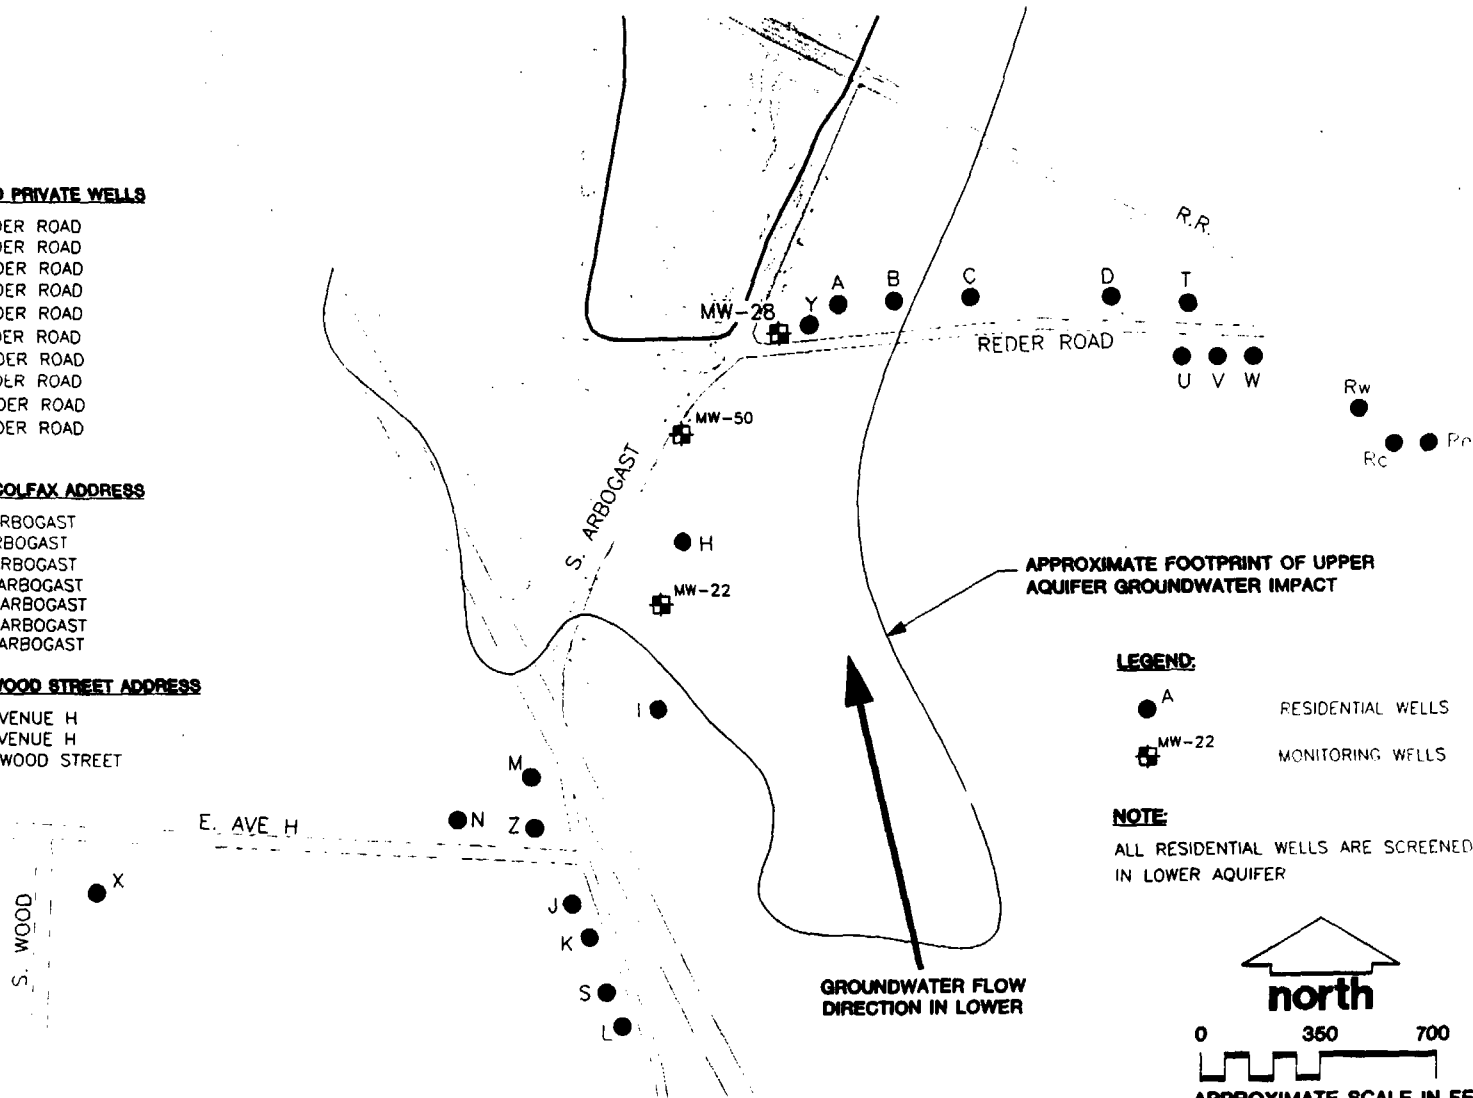 PRIVATE WELLS
DER ROAD
DER ROAD
DER ROAD
DER ROAD
DER ROAD
DER ROAD
DER ROAD
DER ROAD
DER ROAD
DER ROAD
COLFAX ADDRESS
RBOGAST
RBOGAST
RBOGAST
ARBOGAST
ARBOGAST
ARBOGAST
ARBOGAST
WOOD STREET ADDRESS
VENUE H
VENUE H
WOOD STREET
R.R.
A
B
C
D
T
Y
MW-28
REDER ROAD
U V W
Rw
Rc
MW-50
S. ARBOGAST
H
MW-22
I
M
N
Z
E. AVE H
X
S. WOOD
J
K
S
L
APPROXIMATE FOOTPRINT OF UPPER
AQUIFER GROUNDWATER IMPACT
GROUNDWATER FLOW
DIRECTION IN LOWER
LEGEND:
A RESIDENTIAL WELLS
MW-22 MONITORING WELLS
NOTE:
ALL RESIDENTIAL WELLS ARE SCREENED
IN LOWER AQUIFER
north
0 350 700
APPROXIMATE SCALE IN